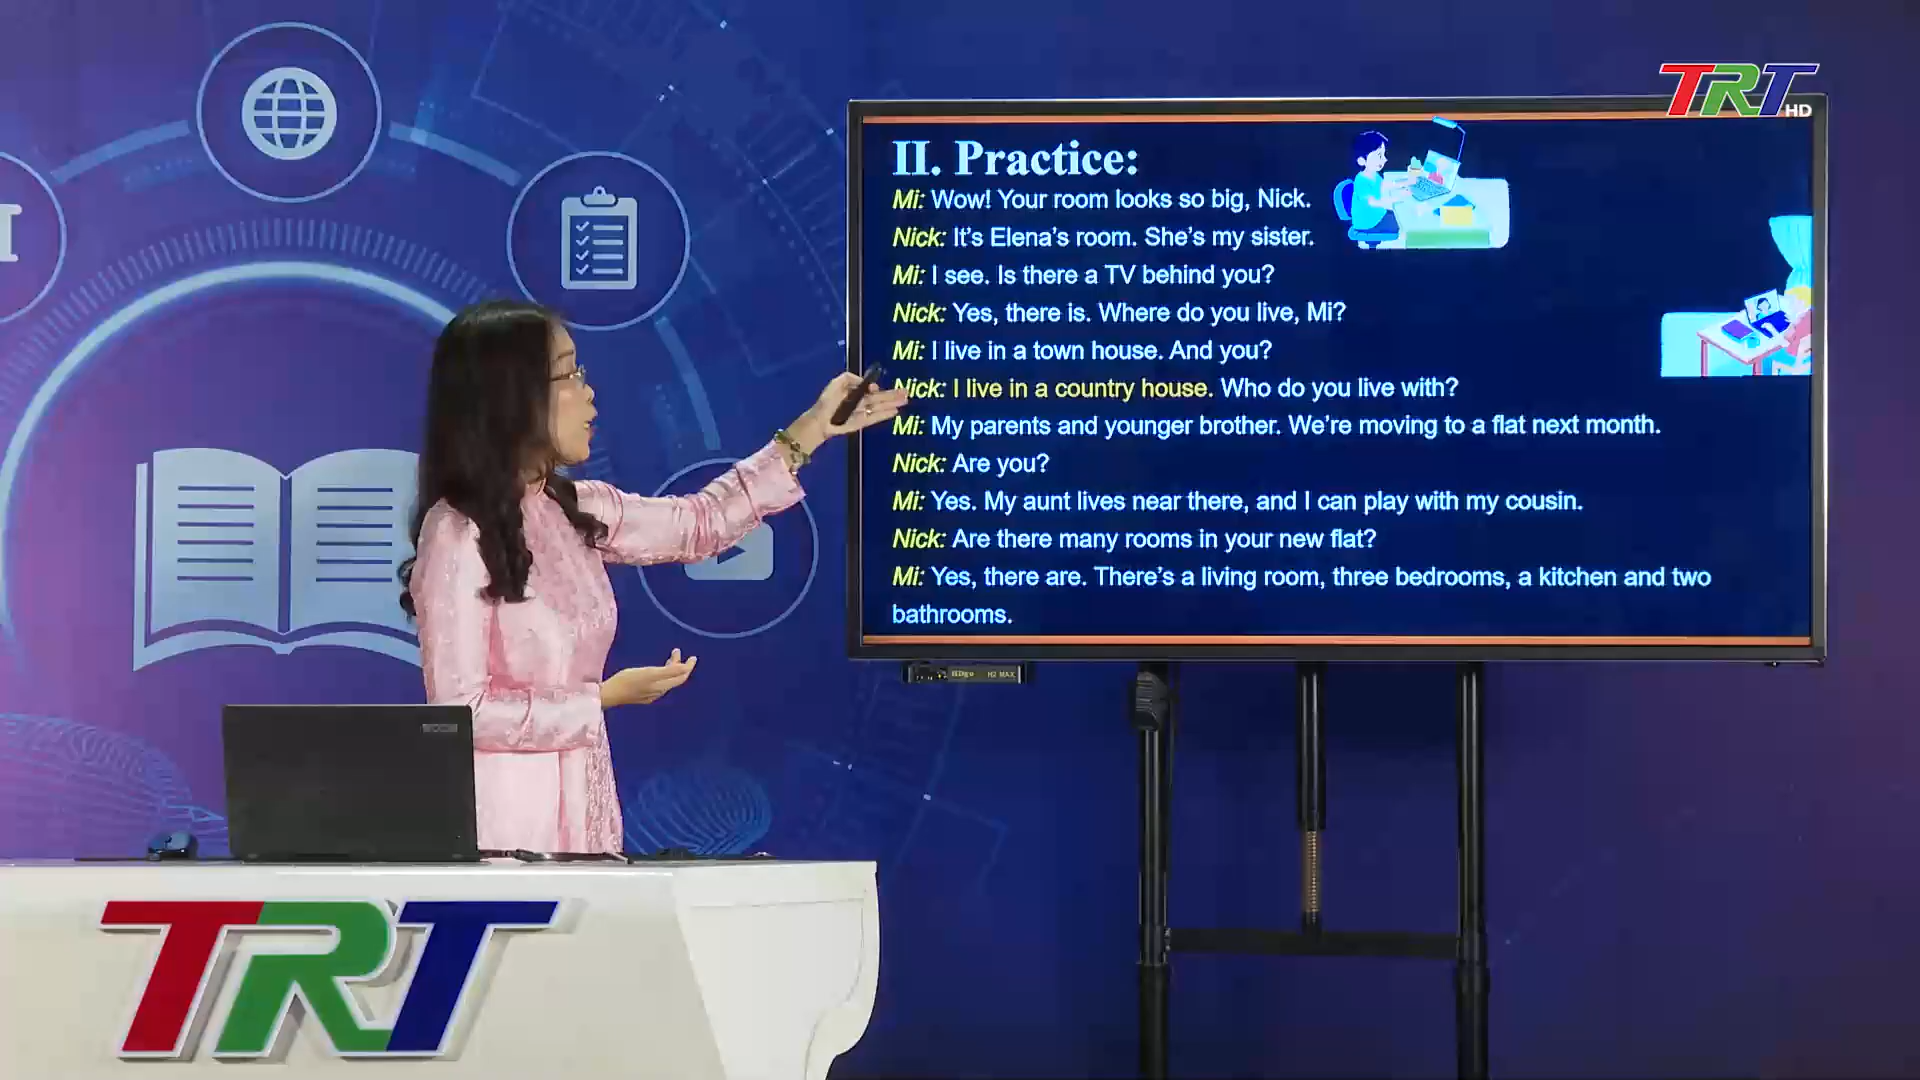 TRT HD
II. Practice:
Mi: Wow! Your room looks so big, Nick.
Nick: It's Elena's room. She's my sister.
Mi: I see. Is there a TV behind you?
Nick: Yes, there is. Where do you live, Mi?
Mi: I live in a town house. And you?
Nick: I live in a country house. Who do you live with?
Mi: My parents and younger brother. We're moving to a flat next month.
Nick: Are you?
Mi: Yes. My aunt lives near there, and I can play with my cousin.
Nick: Are there many rooms in your new flat?
Mi: Yes, there are. There's a living room, three bedrooms, a kitchen and two
bathrooms.
H2 MAX
TRT